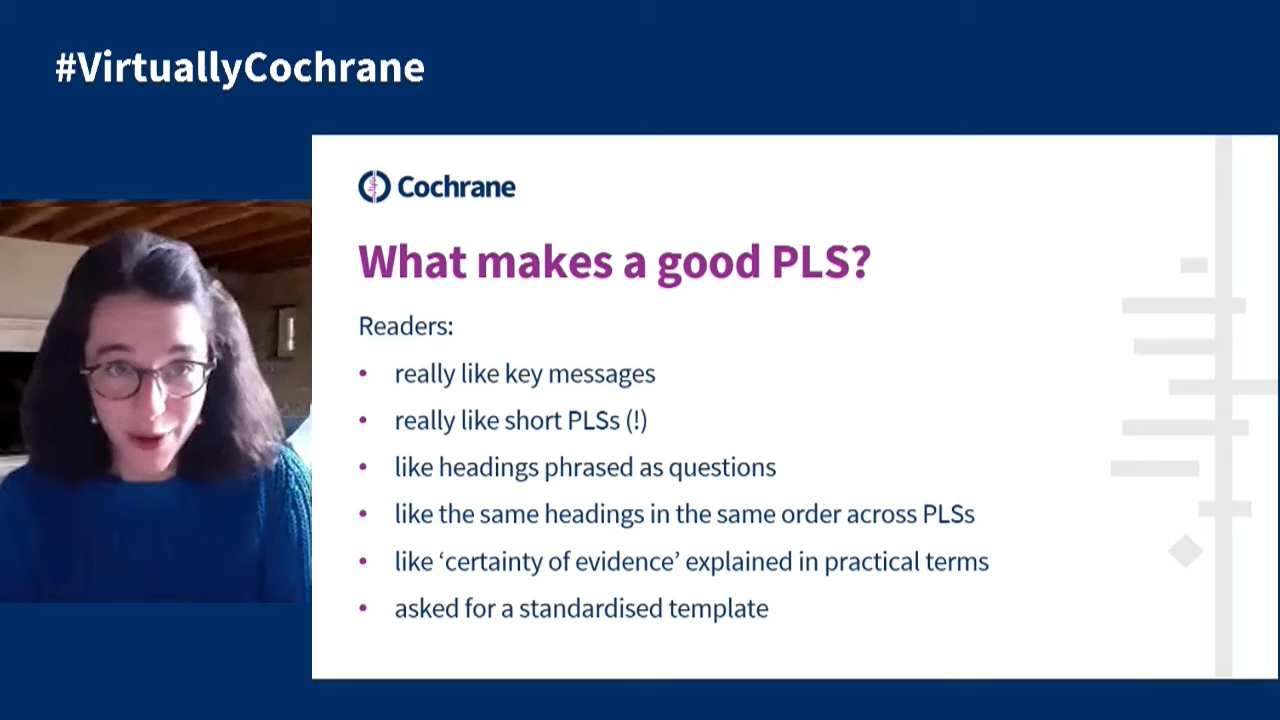 #VirtuallyCochrane
Cochrane
What makes a good PLS?
Readers:
• really like key messages
• really like short PLSs (!)
• like headings phrased as questions
• like the same headings in the same order across PLSs
• like ‘certainty of evidence’ explained in practical terms
• asked for a standardised template